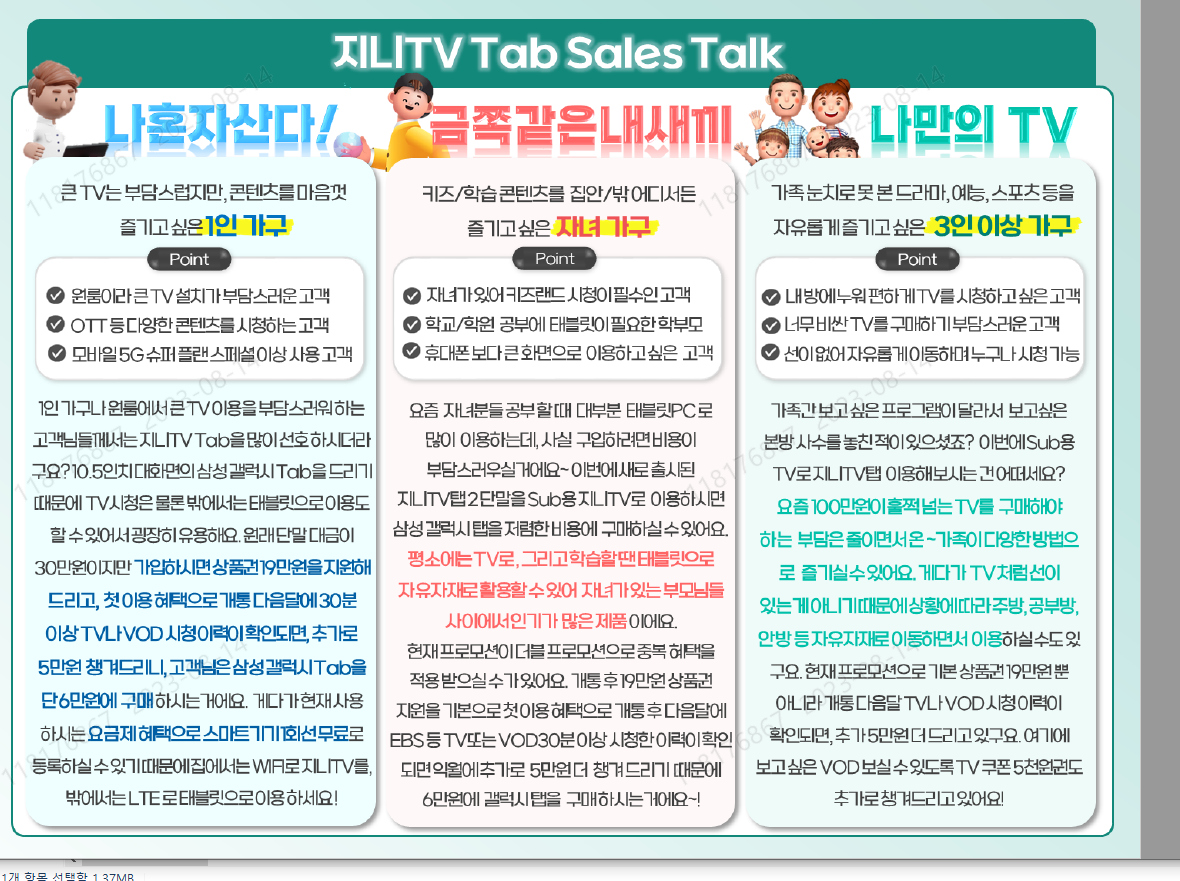 지니TV Tab Sales Talk
나혼자산다!
큰 TV는 부담스럽지만, 콘텐츠를 마음껏
즐기고 싶은 1인 가구
Point
원룸이라 큰 TV 설치가 부담스러운 고객
OTT 등 다양한 콘텐츠를 시청하는 고객
모바일 5G 슈퍼플랜 스페셜 이상 사용 고객
1인 가구나 원룸에서 큰 TV 이용을 부담스러워 하는
고객님들께서는 지니TV Tab을 많이 선호하시더라
구요? 10.5인치 대화면의 삼성 갤럭시 Tab을 드리기
때문에 TV시청은 물론 밖에서는 태블릿으로 이용도
할 수 있어서 굉장히 유용해요. 원래 단말 대금이
30만원이지만 가입하시면 상품권 19만원을 지원해
드리고, 첫 이용 혜택으로 개통 다음달에 30분
이상 TV나 VOD 시청 이력이 확인되면, 추가로
5만원 챙겨드리니, 고객님은 삼성 갤럭시 Tab을
단 6만원에 구매 하시는거에요. 게다가 현재 사용
하시는 요금제 혜택으로 스마트기기 1회선 무료로
등록하실 수 있기 때문에 집에서는 WIFI로 지니TV를,
밖에서는 LTE로 태블릿으로 이용하세요!
금쪽같은내새끼
키즈/학습 콘텐츠를 집안/밖 어디서든
즐기고 싶은 자녀 가구
Point
자녀가 있어 키즈랜드 시청이 필수인 고객
학교/학원 공부에 태블릿이 필요한 학부모
휴대폰 보다 큰 화면으로 이용하고 싶은 고객
요즘 자녀분들 공부 할 때 대부분 태블릿PC로
많이 이용하는데, 사실 구입하려면 비용이
부담스러우실거에요~ 이번에 새로 출시된
지니TV탭2 단말을 Sub용 지니TV로 이용하시면
삼성 갤럭시 탭을 저렴한 비용에 구매하실 수 있어요.
평소에는 TV로, 그리고 학습할 땐 태블릿으로
자유자재로 활용할 수 있어 자녀가 있는 부모님들
사이에서 인기가 많은 제품이에요.
현재 프로모션이 더블 프로모션으로 중복 혜택을
적용 받으실 수가 있어요. 개통 후 19만원 상품권
지원을 기본으로 첫 이용 혜택으로 개통 후 다음달에
EBS 등 TV또는 VOD 30분 이상 시청한 이력이 확인
되면 익월에 추가로 5만원 더 챙겨 드리기 때문에
6만원에 갤럭시 탭을 구매 하시는거에요~!
나만의 TV
가족 눈치로 못 본 드라마, 예능, 스포츠 등을
자유롭게 즐기고 싶은 3인 이상 가구
Point
내 방에 누워 편하게 TV를 시청하고 싶은 고객
너무 비싼 TV를 구매하기 부담스러운 고객
선이 없어 자유롭게 이동하며 누구나 시청 가능
가족간 보고 싶은 프로그램이 달라서 보고싶은
본방 사수를 놓친 적이 있으셨죠? 이번에 Sub용
TV로 지니TV탭 이용해보시는 건 어떠세요?
요즘 100만원이 훌쩍 넘는 TV를 구매해야
하는 부담은 줄이면서 온~가족이 다양한 방법으
로 즐기실 수 있어요. 게다가 TV처럼 선이
있는게 아니기 때문에 상황에 따라 주방, 공부방,
안방 등 자유자재로 이동하면서 이용하실 수도 있
구요. 현재 프로모션으로 기본 상품권 19만원 뿐
아니라 개통 다음달 TV나 VOD 시청 이력이
확인되면, 추가 5만원 더 드리고 있구요. 여기에
보고 싶은 VOD 보실 수 있도록 TV 쿠폰 5천원권도
추가로 챙겨드리고 있어요!
118176867 2023-08-14
1개 항목 선택함 1.37MB